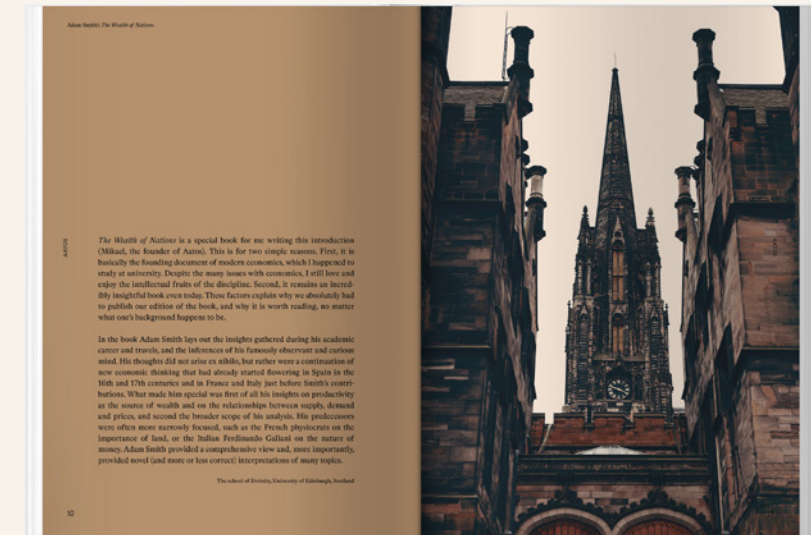 Adam Smith: The Wealth of Nations
AATOS
The Wealth of Nations is a special book for me writing this introduction
(Mikael, the founder of Aatos). This is for two simple reasons. First, it is
basically the founding document of modern economics, which I happened to
study at university. Despite the many issues with economics, I still love and
enjoy the intellectual fruits of the discipline. Second, it remains an incred-
ibly insightful book even today. These factors explain why we absolutely had
to publish our edition of the book, and why it is worth reading, no matter
what one's background happens to be.
In the book Adam Smith lays out the insights gathered during his academic
career and travels, and the inferences of his famously observant and curious
mind. His thoughts did not arise ex nihilo, but rather were a continuation of
new economic thinking that had already started flowering in Spain in the
16th and 17th centuries and in France and Italy just before Smith's contri-
butions. What made him special was first of all his insights on productivity
as the source of wealth and on the relationships between supply, demand
and prices, and second the broader scope of his analysis. His predecessors
were often more narrowly focused, such as the French physiocrats on the
importance of land, or the Italian Ferdinando Galiani on the nature of
money. Adam Smith provided a comprehensive view and, more importantly,
provided novel (and more or less correct) interpretations of many topics.
The school of Divinity, University of Edinburgh, Scotland
10